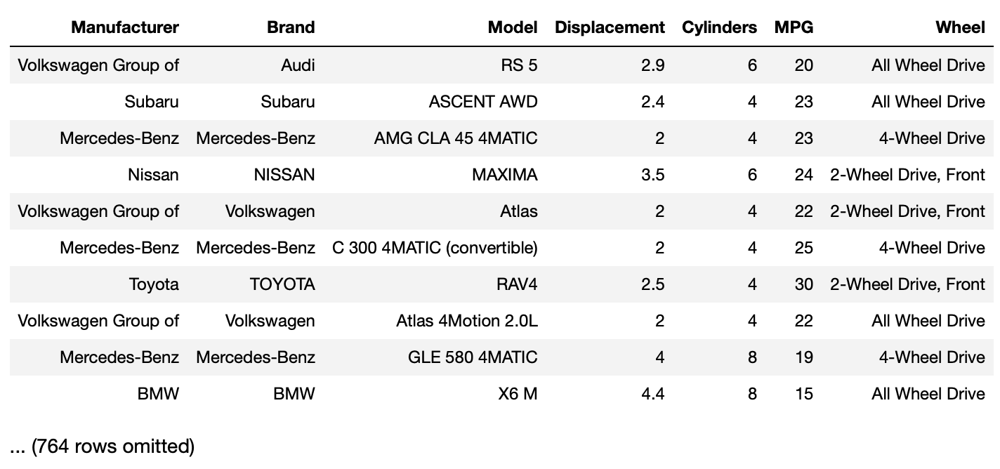 Manufacturer Brand Model Displacement Cylinders MPG Wheel
Volkswagen Group of Audi RS 5 2.9 6 20 All Wheel Drive
Subaru Subaru ASCENT AWD 2.4 4 23 All Wheel Drive
Mercedes-Benz Mercedes-Benz AMG CLA 45 4MATIC 2 4 23 4-Wheel Drive
Nissan NISSAN MAXIMA 3.5 6 24 2-Wheel Drive, Front
Volkswagen Group of Volkswagen Atlas 2 4 22 2-Wheel Drive, Front
Mercedes-Benz Mercedes-Benz C 300 4MATIC (convertible) 2 4 25 4-Wheel Drive
Toyota TOYOTA RAV4 2.5 4 30 2-Wheel Drive, Front
Volkswagen Group of Volkswagen Atlas 4Motion 2.0L 2 4 22 All Wheel Drive
Mercedes-Benz Mercedes-Benz GLE 580 4MATIC 4 8 19 4-Wheel Drive
BMW BMW X6 M 4.4 8 15 All Wheel Drive
... (764 rows omitted)